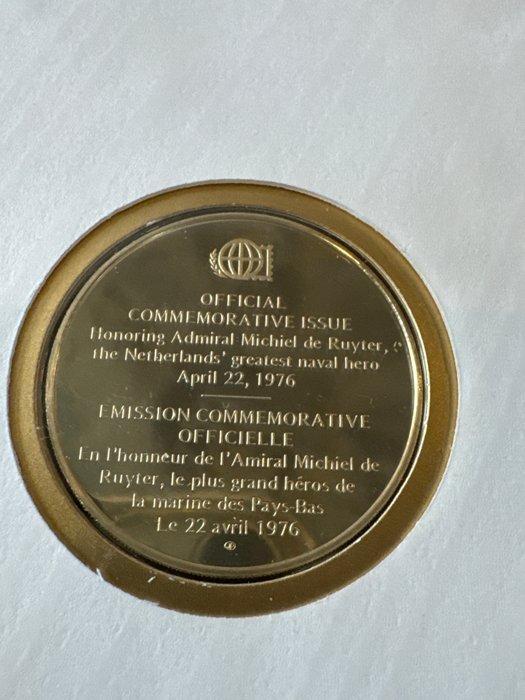 OFFICIAL
COMMEMORATIVE ISSUE
Honoring Admiral Michiel de Ruyter,
the Netherlands' greatest naval hero
April 22, 1976
EMISSION COMMEMORATIVE
OFFICIELLE
En l'honneur de l'Amiral Michiel de
Ruyter, le plus grand héros de
la marine des Pays-Bas
Le 22 avril 1976